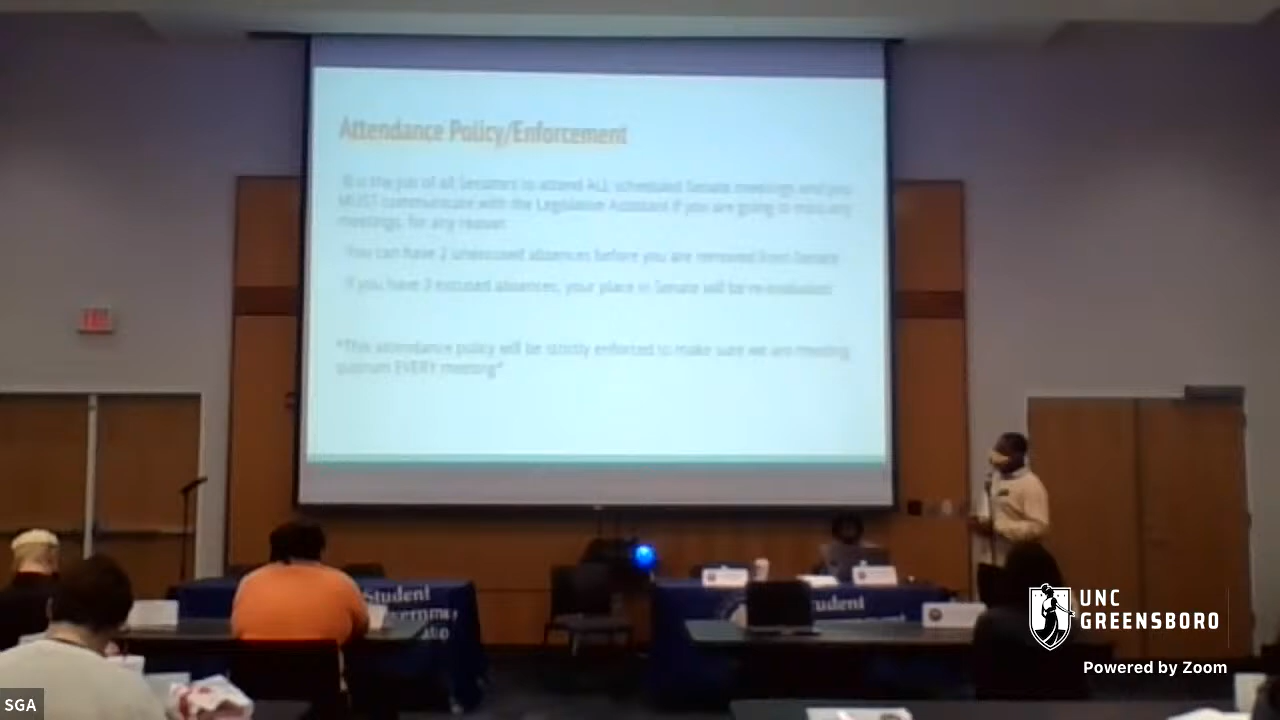 Attendance Policy/Enforcement
It is the job of all Senators to attend ALL scheduled Senate meetings and you
MUST communicate with the Legislative Assistant if you are going to miss any
meetings, for any reason
You can have 2 unexcused absences before you are removed from Senate
If you have 3 excused absences, your place in Senate will be re-evaluated
*This attendance policy will be strictly enforced to make sure we are meeting
quorum EVERY meeting*
Student
Student
UNC
GREENSBORO
Powered by Zoom
SGA